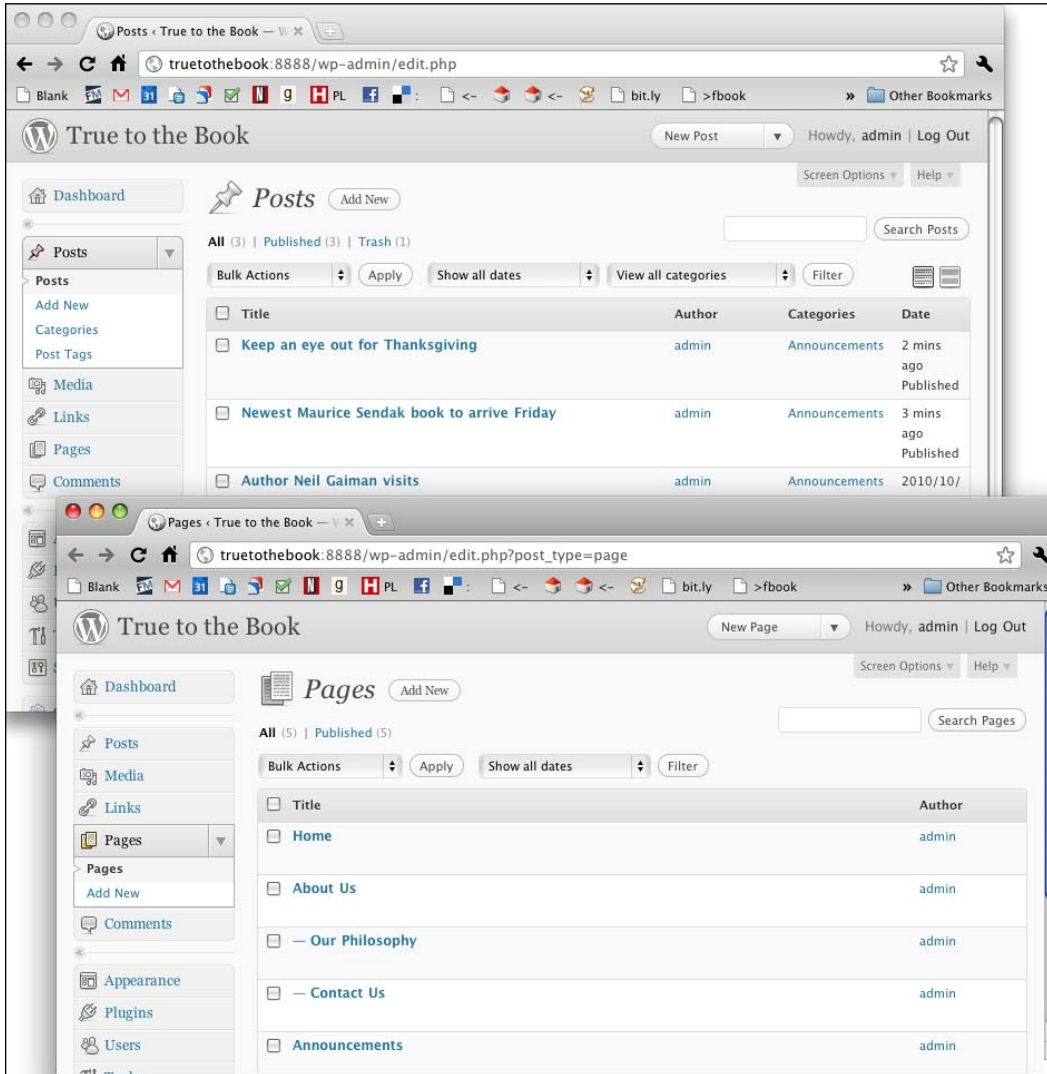 Posts ‹ True to the Book — W
truetothebook:8888/wp-admin/edit.php
Blank FM M 31 N g H PL f : <- <- bit.ly >fbook » Other Bookmarks
True to the Book New Post Howdy, admin | Log Out
Screen Options Help
Dashboard
Posts Add New
Search Posts
All (3) | Published (3) | Trash (1)
Posts
Bulk Actions Apply Show all dates View all categories Filter
Posts
Add New
Categories
Post Tags
Media
Links
Pages
Comments
Title Author Categories Date
Keep an eye out for Thanksgiving admin Announcements 2 mins
ago
Published
Newest Maurice Sendak book to arrive Friday admin Announcements 3 mins
ago
Published
Author Neil Gaiman visits admin Announcements 2010/10/
Pages ‹ True to the Book — W
truetothebook:8888/wp-admin/edit.php?post_type=page
Blank FM M 31 N g H PL f : <- <- bit.ly >fbook » Other Bookmarks
True to the Book New Page Howdy, admin | Log Out
Screen Options Help
Dashboard
Pages Add New
Search Pages
All (5) | Published (5)
Bulk Actions Apply Show all dates Filter
Posts
Media
Links
Pages
Pages
Add New
Comments
Appearance
Plugins
Users
Title Author
Home admin
About Us admin
— Our Philosophy admin
— Contact Us admin
Announcements admin